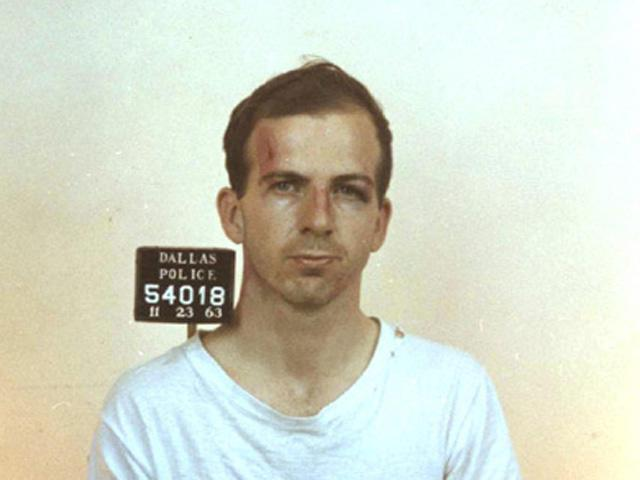 DALLAS
POLICE
54018
11 23 63